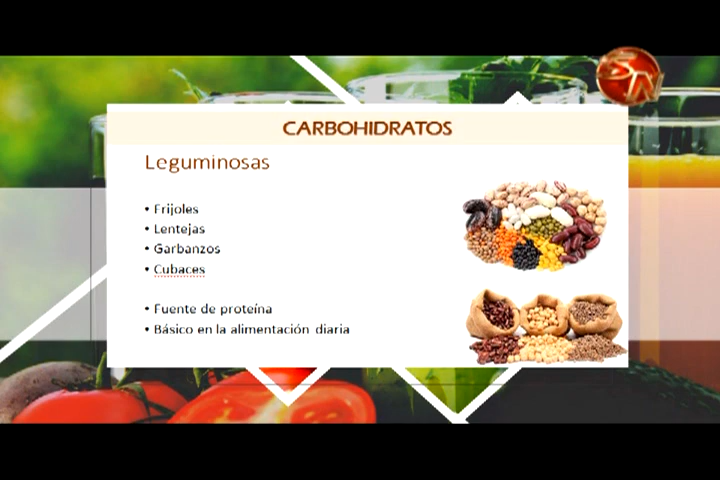 CARBOHIDRATOS
Leguminosas
• Frijoles
• Lentejas
• Garbanzos
• Cubaces
• Fuente de proteína
• Básico en la alimentación diaria